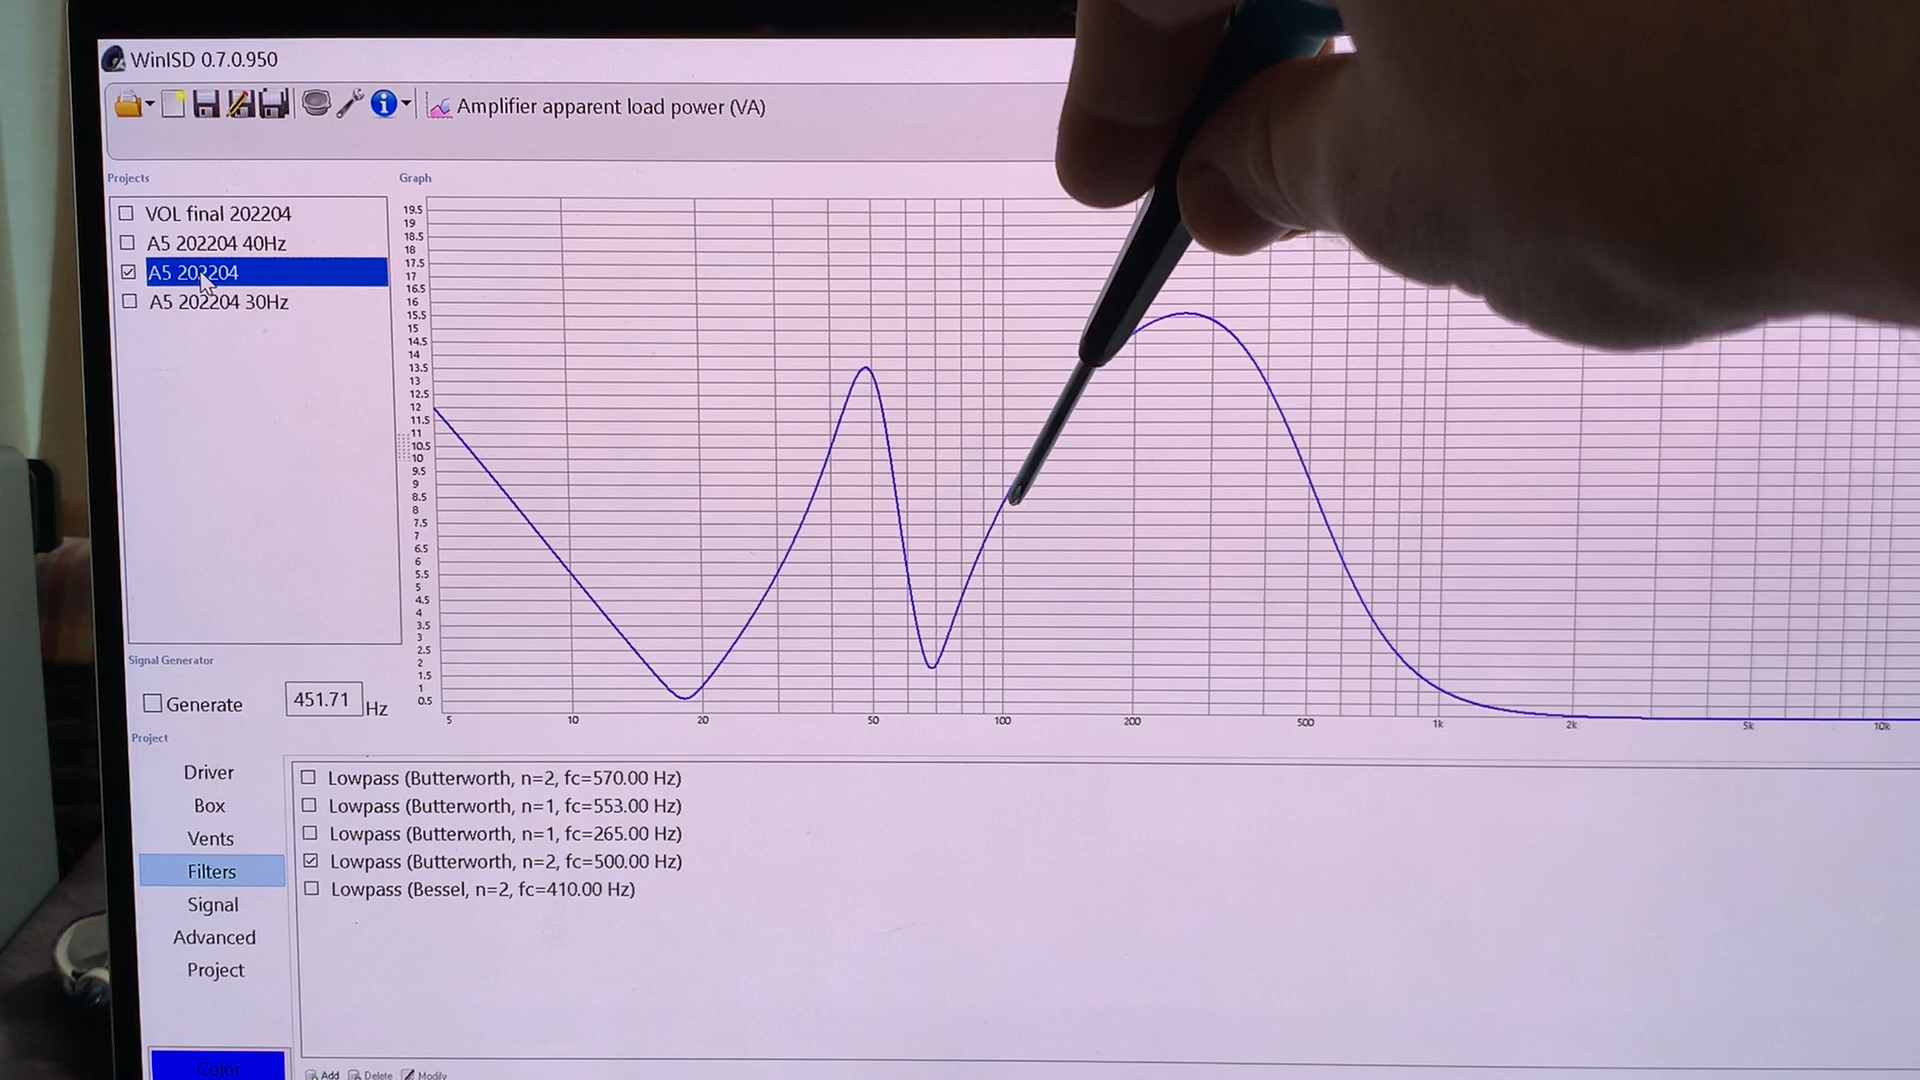 WinISD 0.7.0.950
Amplifier apparent load power (VA)
Projects
Graph
VOL final 202204
A5 202204 40Hz
A5 202204
A5 202204 30Hz
19.5
19
18.5
18
17.5
17
16.5
16
15.5
15
14.5
14
13.5
13
12.5
12
11.5
11
10.5
10
9.5
9
8.5
8
7.5
7
6.5
6
5.5
5
4.5
4
3.5
3
2.5
2
1.5
1
0.5
5 10 20 50 100 200 500 1k 2k 5k 10k
Signal Generator
Generate 451.71 Hz
Project
Driver
Box
Vents
Filters
Signal
Advanced
Project
Color
Lowpass (Butterworth, n=2, fc=570.00 Hz)
Lowpass (Butterworth, n=1, fc=553.00 Hz)
Lowpass (Butterworth, n=1, fc=265.00 Hz)
Lowpass (Butterworth, n=2, fc=500.00 Hz)
Lowpass (Bessel, n=2, fc=410.00 Hz)
Add Delete Modify